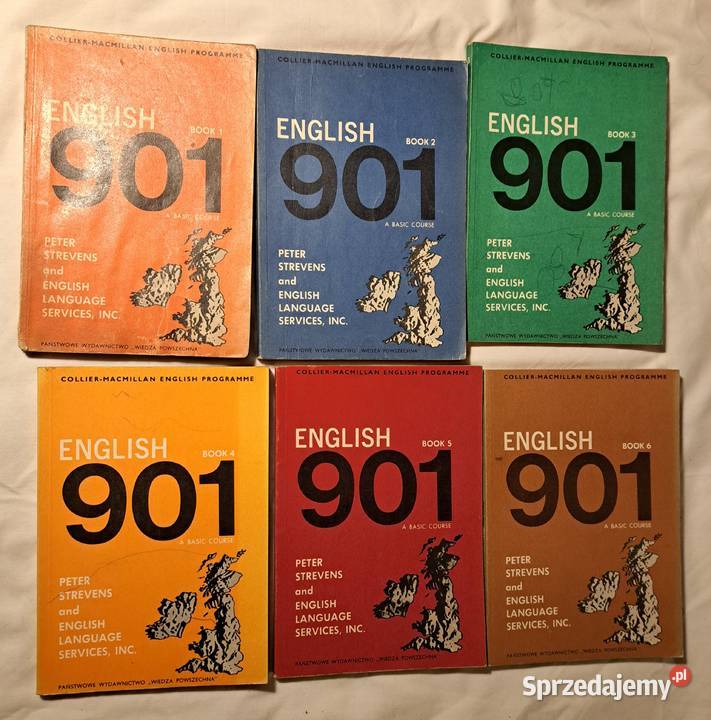 COLLIER-MACMILLAN ENGLISH PROGRAMME
ENGLISH
BOOK 1
901
A BASIC COURSE
PETER
STREVENS
and
ENGLISH
LANGUAGE
SERVICES, INC.
PAŃSTWOWE WYDAWNICTWO „WIEDZA POWSZECHNA"
COLLIER-MACMILLAN ENGLISH PROGRAMME
ENGLISH
BOOK 2
901
A BASIC COURSE
PETER
STREVENS
and
ENGLISH
LANGUAGE
SERVICES, INC.
PAŃSTWOWE WYDAWNICTWO „WIEDZA POWSZECHNA"
COLLIER-MACMILLAN ENGLISH PROGRAMME
ENGLISH
BOOK 3
901
A BASIC COURSE
PETER
STREVENS
and
ENGLISH
LANGUAGE
SERVICES, INC.
PAŃSTWOWE WYDAWNICTWO „WIEDZA POWSZECHNA"
COLLIER-MACMILLAN ENGLISH PROGRAMME
ENGLISH
BOOK 4
901
A BASIC COURSE
PETER
STREVENS
and
ENGLISH
LANGUAGE
SERVICES, INC.
PAŃSTWOWE WYDAWNICTWO „WIEDZA POWSZECHNA"
COLLIER-MACMILLAN ENGLISH PROGRAMME
ENGLISH
BOOK 5
901
A BASIC COURSE
PETER
STREVENS
and
ENGLISH
LANGUAGE
SERVICES, INC.
PAŃSTWOWE WYDAWNICTWO „WIEDZA POWSZECHNA"
COLLIER-MACMILLAN ENGLISH PROGRAMME
ENGLISH
BOOK 6
901
A BASIC COURSE
PETER
STREVENS
and
ENGLISH
LANGUAGE
SERVICES, INC.
PAŃSTWOWE WYDAWNICTWO „WIEDZA POWSZECHNA"
Sprzedajemy.pl